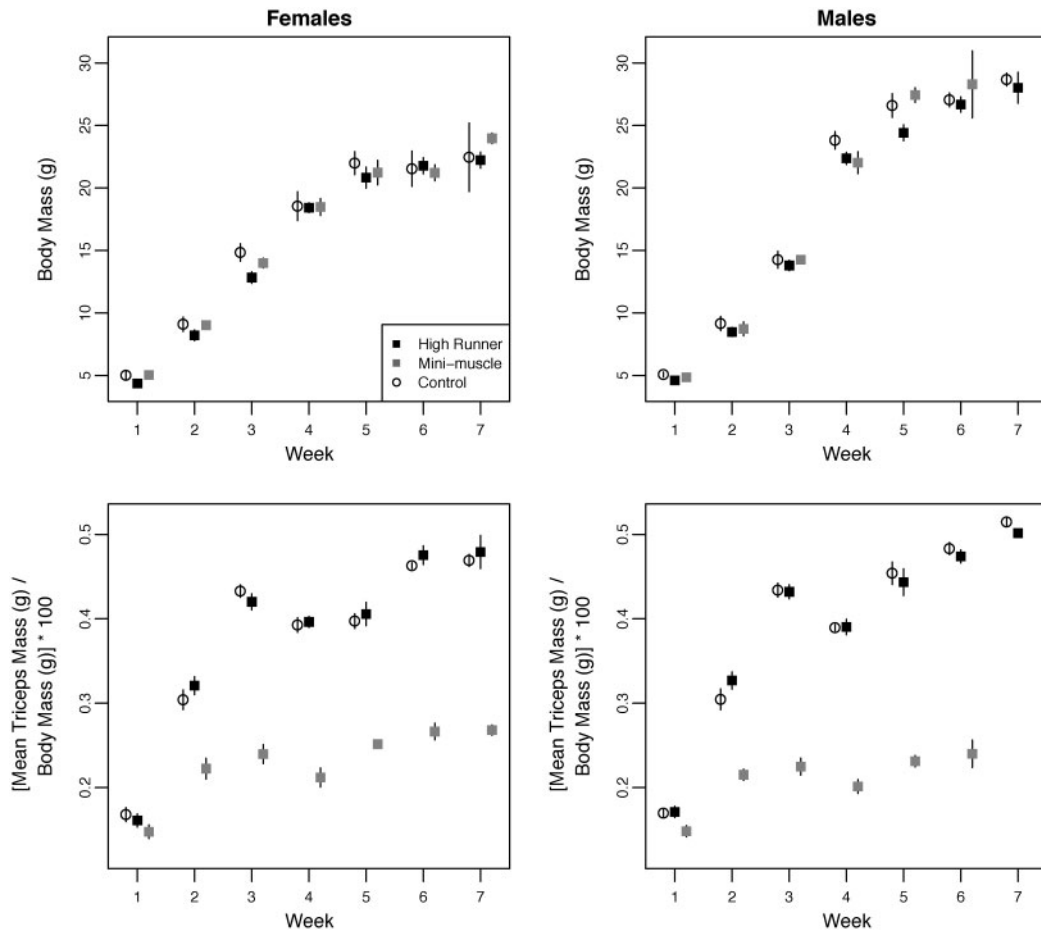 Females
Males
Body Mass (g)
30
25
20
15
10
5
High Runner
Mini−muscle
Control
1 2 3 4 5 6 7
Week
Body Mass (g)
30
25
20
15
10
5
1 2 3 4 5 6 7
Week
[Mean Triceps Mass (g) /
Body Mass (g)] * 100
0.5
0.4
0.3
0.2
1 2 3 4 5 6 7
Week
[Mean Triceps Mass (g) /
Body Mass (g)] * 100
0.5
0.4
0.3
0.2
1 2 3 4 5 6 7
Week